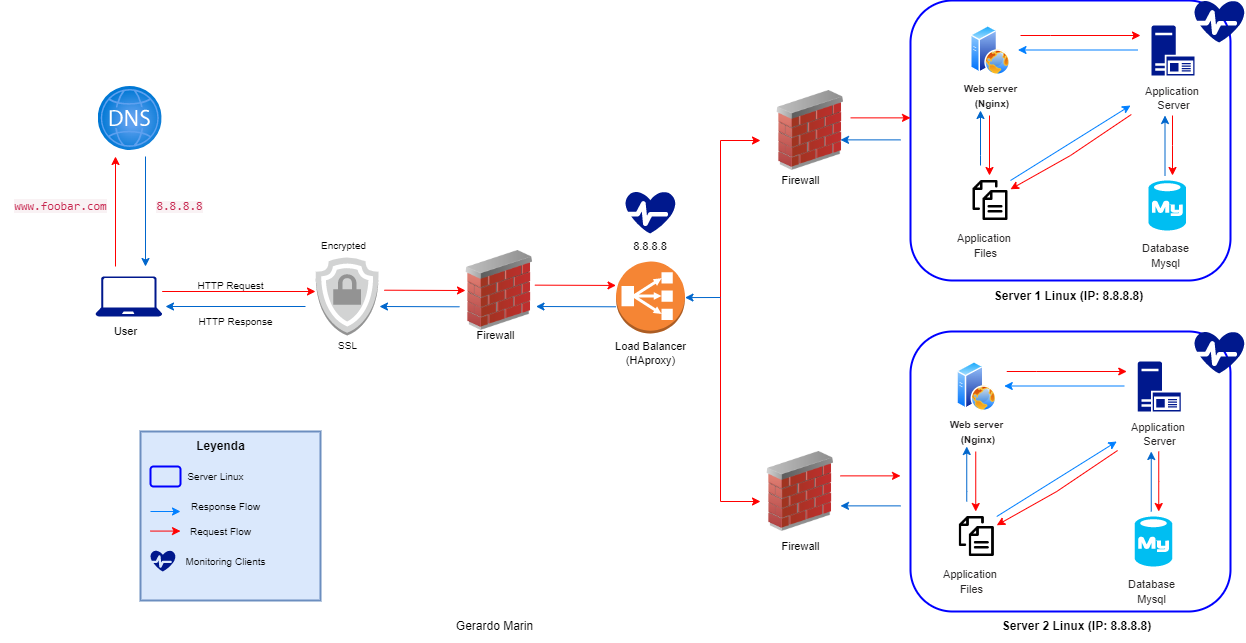 DNS
www.foobar.com
8.8.8.8
User
HTTP Request
HTTP Response
Encrypted
SSL
Firewall
8.8.8.8
Load Balancer
(HAproxy)
Firewall
Web server
(Nginx)
Application
Server
Application
Files
My
Database
Mysql
Server 1 Linux (IP: 8.8.8.8)
Firewall
Web server
(Nginx)
Application
Server
Application
Files
My
Database
Mysql
Server 2 Linux (IP: 8.8.8.8)
Leyenda
Server Linux
Response Flow
Request Flow
Monitoring Clients
Gerardo Marin